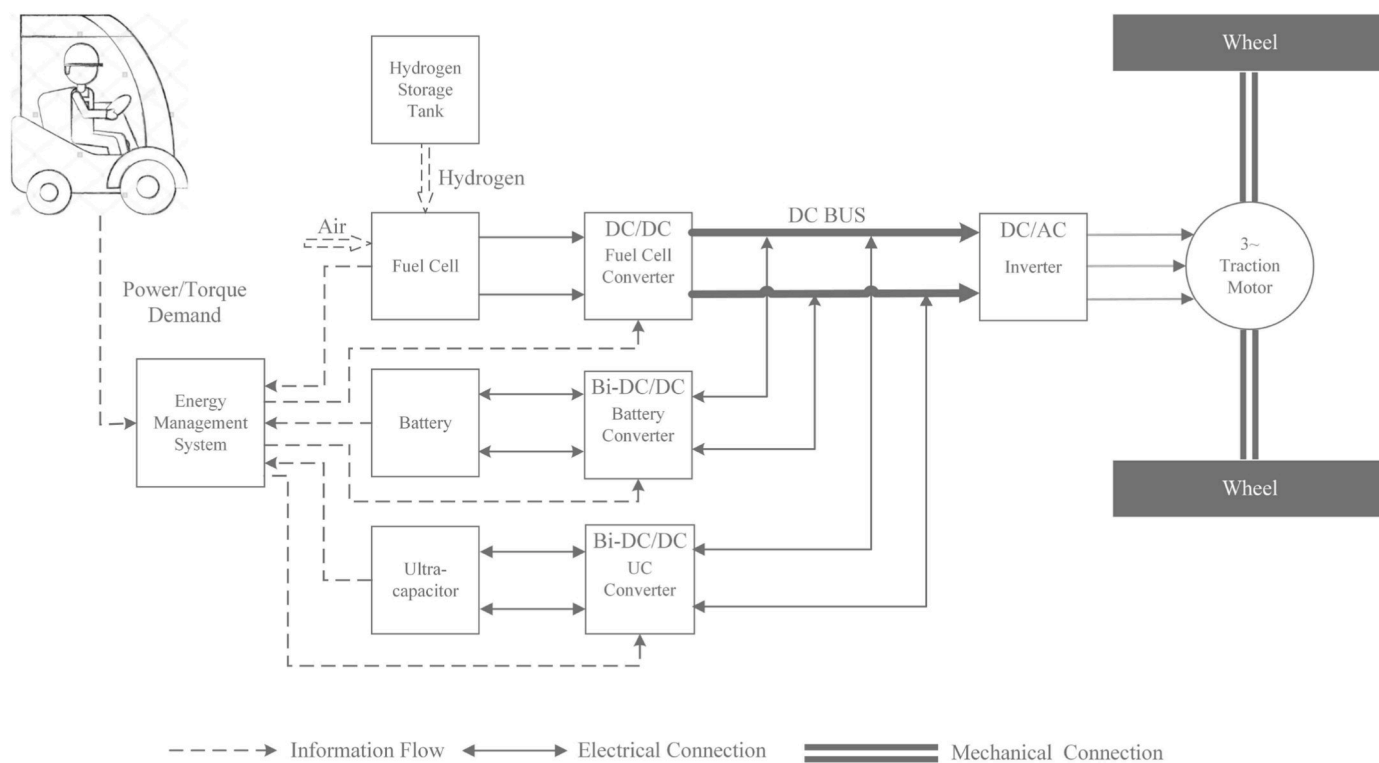 Hydrogen
Storage
Tank
Hydrogen
Air
Fuel Cell
DC/DC
Fuel Cell
Converter
DC BUS
DC/AC
Inverter
3~
Traction
Motor
Wheel
Wheel
Power/Torque
Demand
Energy
Management
System
Battery
Bi-DC/DC
Battery
Converter
Ultra-
capacitor
Bi-DC/DC
UC
Converter
Information Flow
Electrical Connection
Mechanical Connection